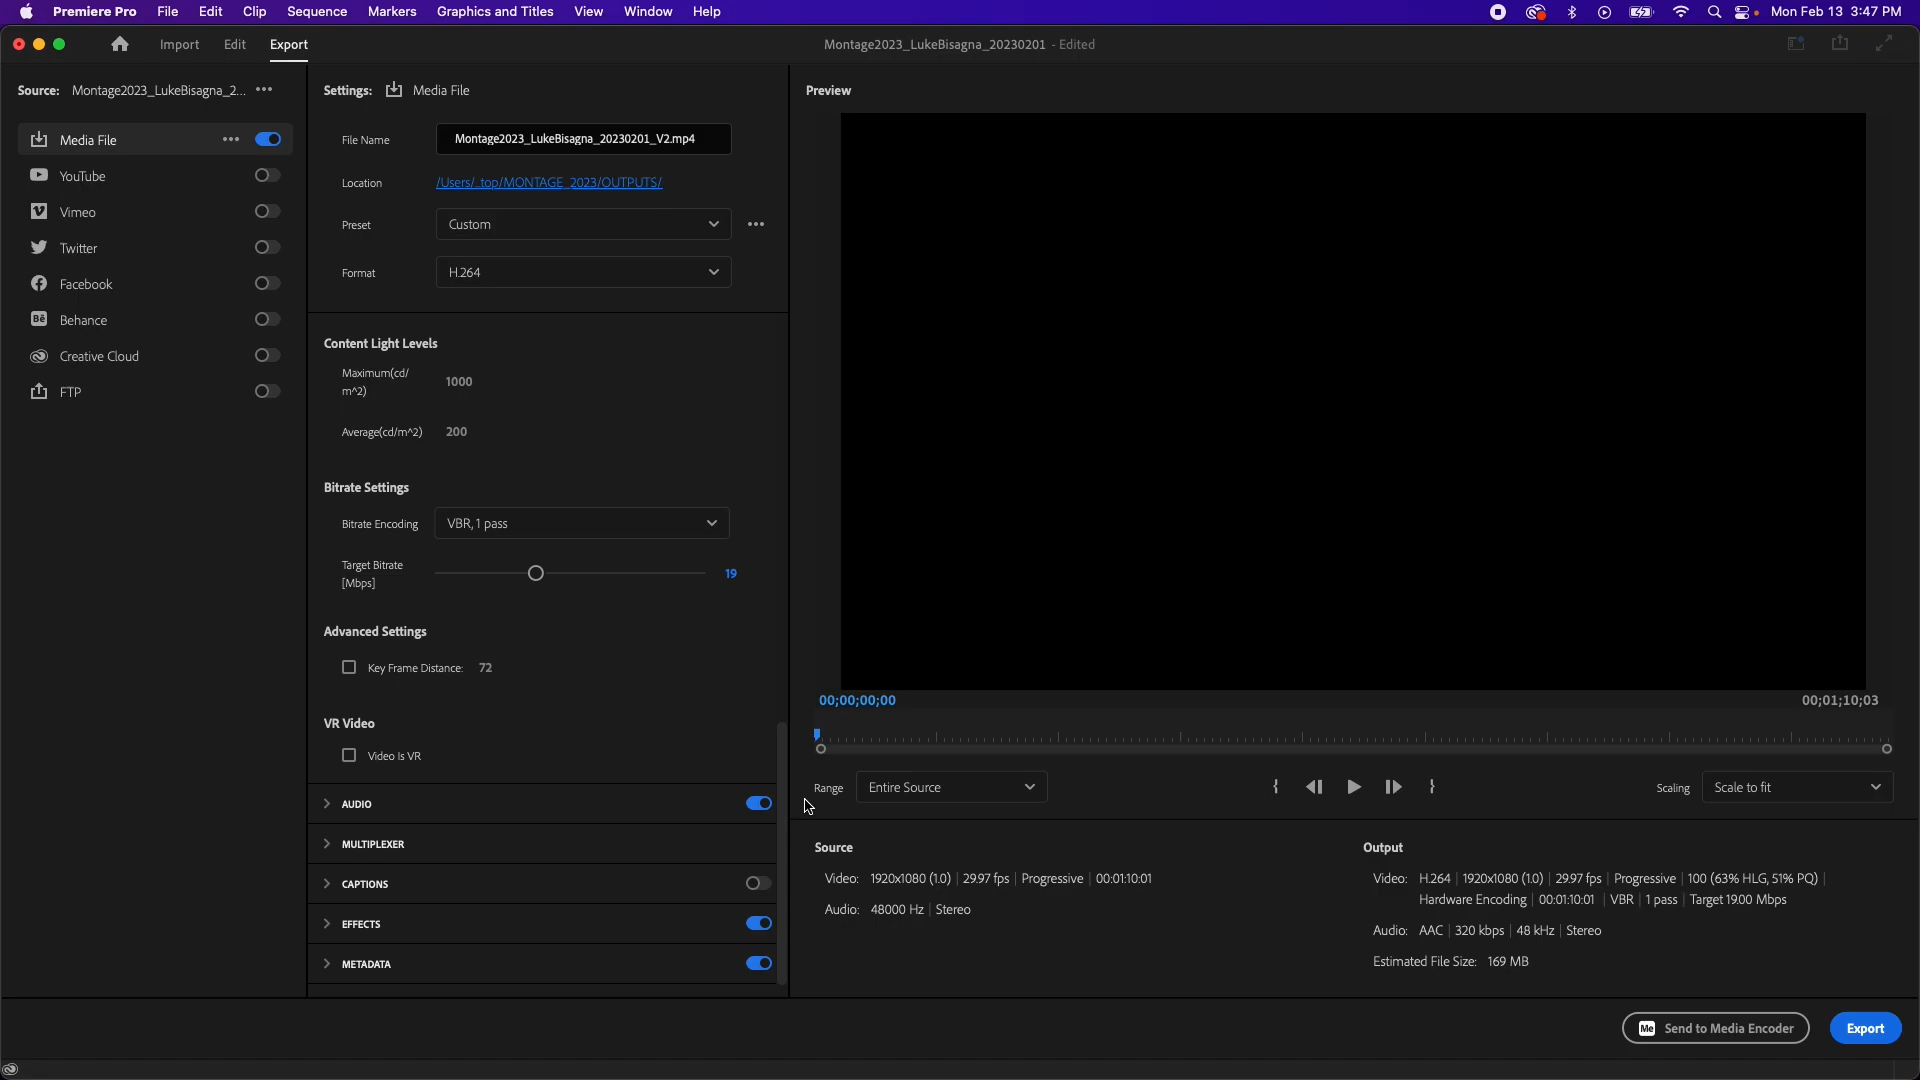 Premiere Pro File Edit Clip Sequence Markers Graphics and Titles View Window Help Mon Feb 13 3:47 PM
Import Edit Export Montage2023_LukeBisagna_20230201 - Edited
Source: Montage2023_LukeBisagna_2... •••
Media File •••
YouTube
Vimeo
Twitter
Facebook
Bē Behance
Creative Cloud
FTP
Settings: Media File
File Name Montage2023_LukeBisagna_20230201_V2.mp4
Location /Users/...top/MONTAGE_2023/OUTPUTS/
Preset Custom •••
Format H.264
Content Light Levels
Maximum(cd/
m^2) 1000
Average(cd/m^2) 200
Bitrate Settings
Bitrate Encoding VBR, 1 pass
Target Bitrate
[Mbps] 19
Advanced Settings
Key Frame Distance: 72
VR Video
Video Is VR
AUDIO
MULTIPLEXER
CAPTIONS
EFFECTS
METADATA
Preview
00;00;00;00 00;01;10;03
Range Entire Source Scaling Scale to fit
Source
Video: 1920x1080 (1.0) | 29.97 fps | Progressive | 00:01:10:01
Audio: 48000 Hz | Stereo
Output
Video: H.264 | 1920x1080 (1.0) | 29.97 fps | Progressive | 100 (63% HLG, 51% PQ) |
Hardware Encoding | 00:01:10:01 | VBR | 1 pass | Target 19.00 Mbps
Audio: AAC | 320 kbps | 48 kHz | Stereo
Estimated File Size: 169 MB
Me Send to Media Encoder Export